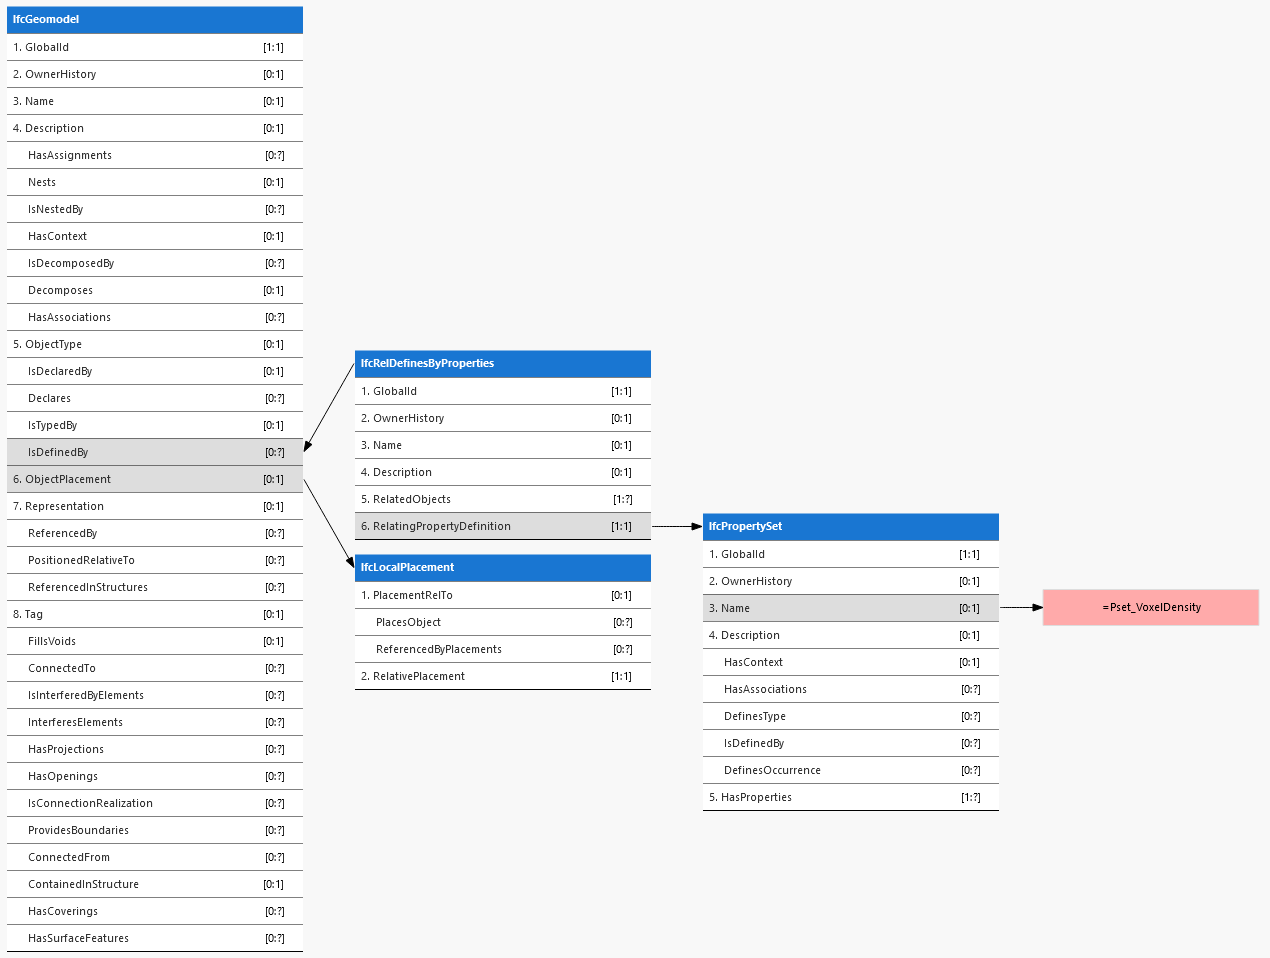 IfcGeomodel
1. GlobalId [1:1]
2. OwnerHistory [0:1]
3. Name [0:1]
4. Description [0:1]
HasAssignments [0:?]
Nests [0:1]
IsNestedBy [0:?]
HasContext [0:1]
IsDecomposedBy [0:?]
Decomposes [0:1]
HasAssociations [0:?]
5. ObjectType [0:1]
IsDeclaredBy [0:1]
Declares [0:?]
IsTypedBy [0:1]
IsDefinedBy [0:?]
6. ObjectPlacement [0:1]
7. Representation [0:1]
ReferencedBy [0:?]
PositionedRelativeTo [0:?]
ReferencedInStructures [0:?]
8. Tag [0:1]
FillsVoids [0:1]
ConnectedTo [0:?]
IsInterferedByElements [0:?]
InterferesElements [0:?]
HasProjections [0:?]
HasOpenings [0:?]
IsConnectionRealization [0:?]
ProvidesBoundaries [0:?]
ConnectedFrom [0:?]
ContainedInStructure [0:1]
HasCoverings [0:?]
HasSurfaceFeatures [0:?]
IfcRelDefinesByProperties
1. GlobalId [1:1]
2. OwnerHistory [0:1]
3. Name [0:1]
4. Description [0:1]
5. RelatedObjects [1:?]
6. RelatingPropertyDefinition [1:1]
IfcLocalPlacement
1. PlacementRelTo [0:1]
PlacesObject [0:?]
ReferencedByPlacements [0:?]
2. RelativePlacement [1:1]
IfcPropertySet
1. GlobalId [1:1]
2. OwnerHistory [0:1]
3. Name [0:1]
4. Description [0:1]
HasContext [0:1]
HasAssociations [0:?]
DefinesType [0:?]
IsDefinedBy [0:?]
DefinesOccurrence [0:?]
5. HasProperties [1:?]
=Pset_VoxelDensity